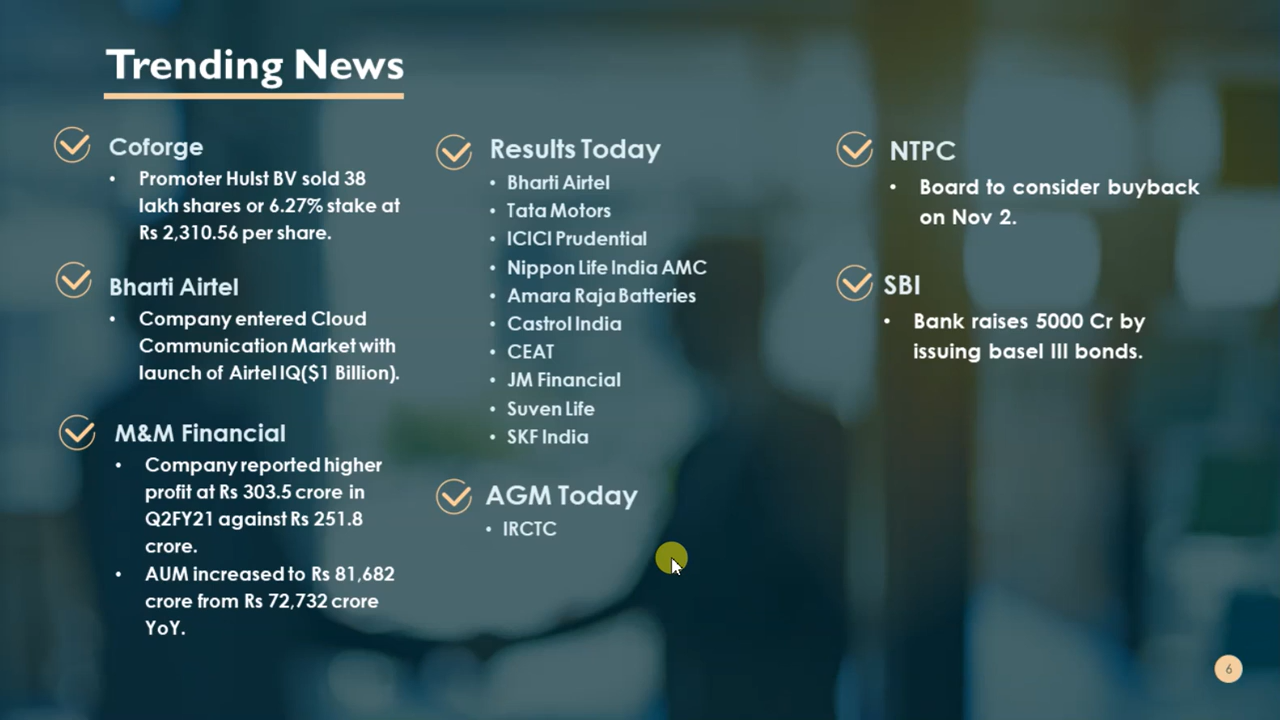 Trending News
Coforge
• Promoter Hulst BV sold 38
lakh shares or 6.27% stake at
Rs 2,310.56 per share.
Bharti Airtel
• Company entered Cloud
Communication Market with
launch of Airtel IQ($1 Billion).
M&M Financial
• Company reported higher
profit at Rs 303.5 crore in
Q2FY21 against Rs 251.8
crore.
• AUM increased to Rs 81,682
crore from Rs 72,732 crore
YoY.
Results Today
• Bharti Airtel
• Tata Motors
• ICICI Prudential
• Nippon Life India AMC
• Amara Raja Batteries
• Castrol India
• CEAT
• JM Financial
• Suven Life
• SKF India
AGM Today
• IRCTC
NTPC
• Board to consider buyback
on Nov 2.
SBI
• Bank raises 5000 Cr by
issuing basel III bonds.
6